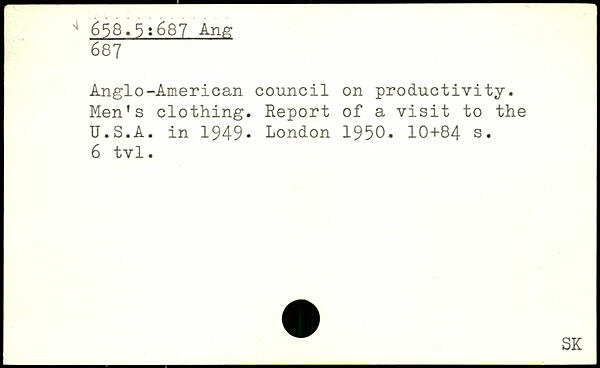 658.5:687 Ang
687
Anglo-American council on productivity.
Men's clothing. Report of a visit to the
U.S.A. in 1949. London 1950. 10+84 s.
6 tvl.
SK